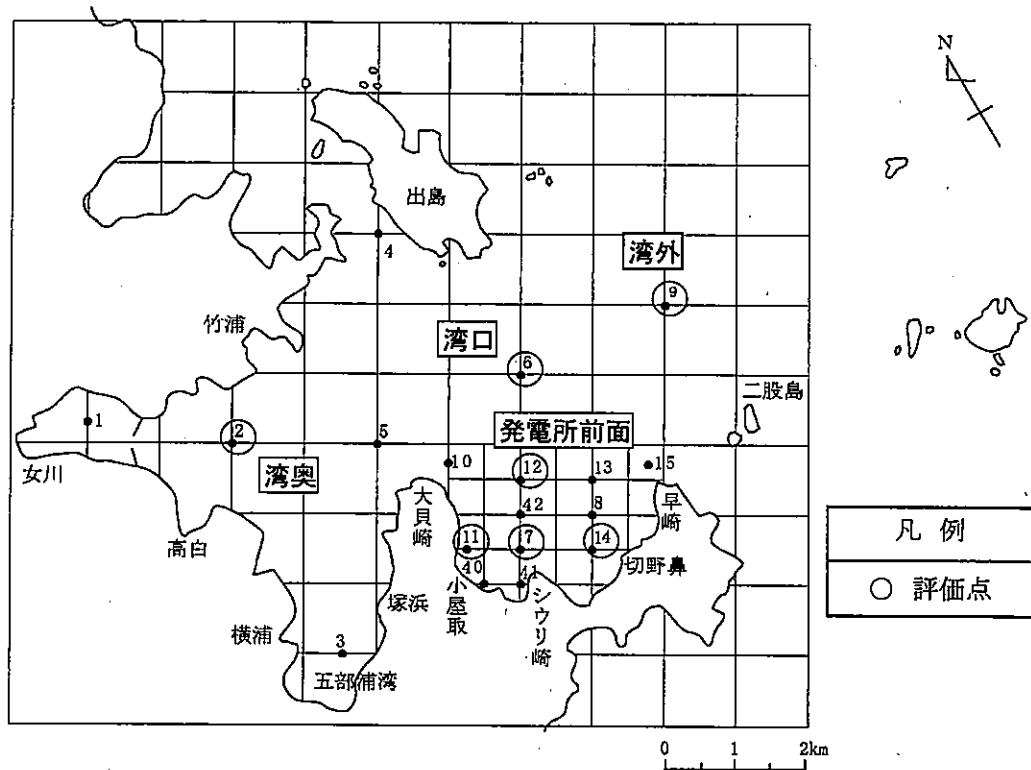 N
出島
4
湾外
9
竹浦
湾口
6
二股島
1
2
5
発電所前面
女川
湾奥
10
12
13
15
大貝崎
早崎
42
8
高白
11
7
14
切野鼻
凡 例
○ 評価点
40
41
塚浜
小屋取
シウリ崎
横浦
3
五部浦湾
0 1 2km